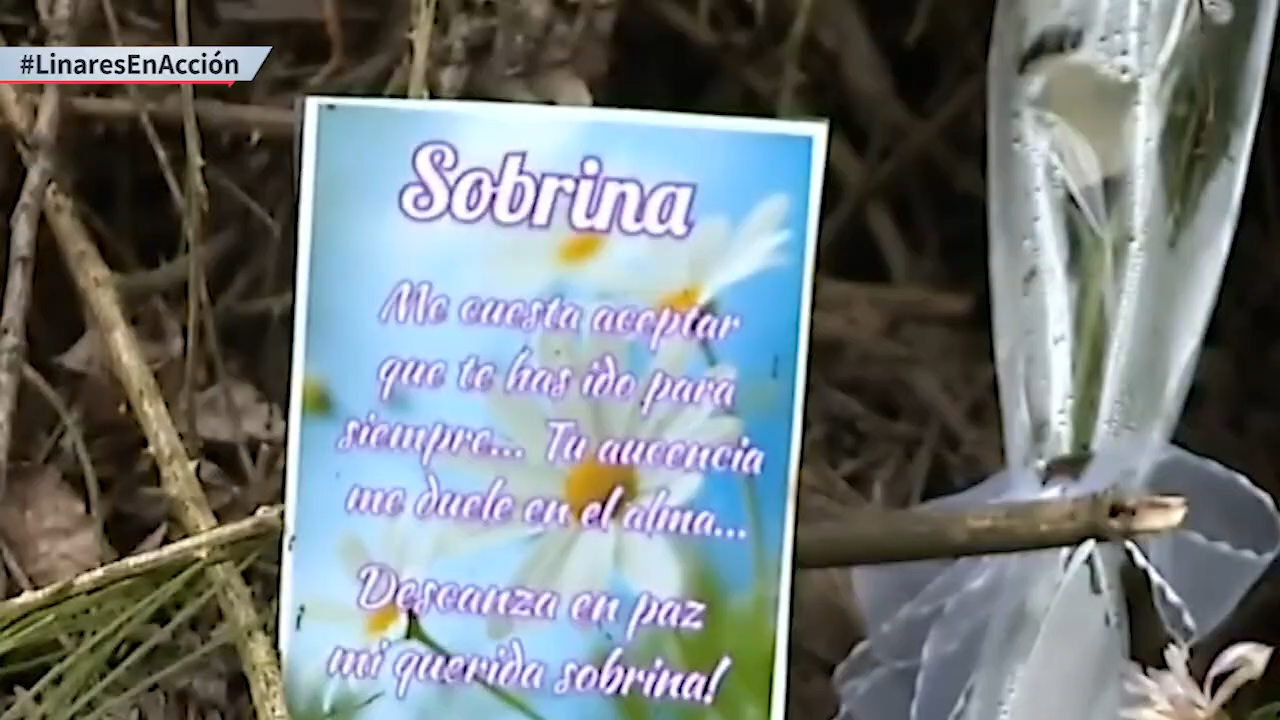 #LinaresEnAcción
Sobrina
Me cuesta aceptar
que te has ido para
siempre... Tu aucencia
me duele en el alma...
Descanza en paz
mi querida sobrina!